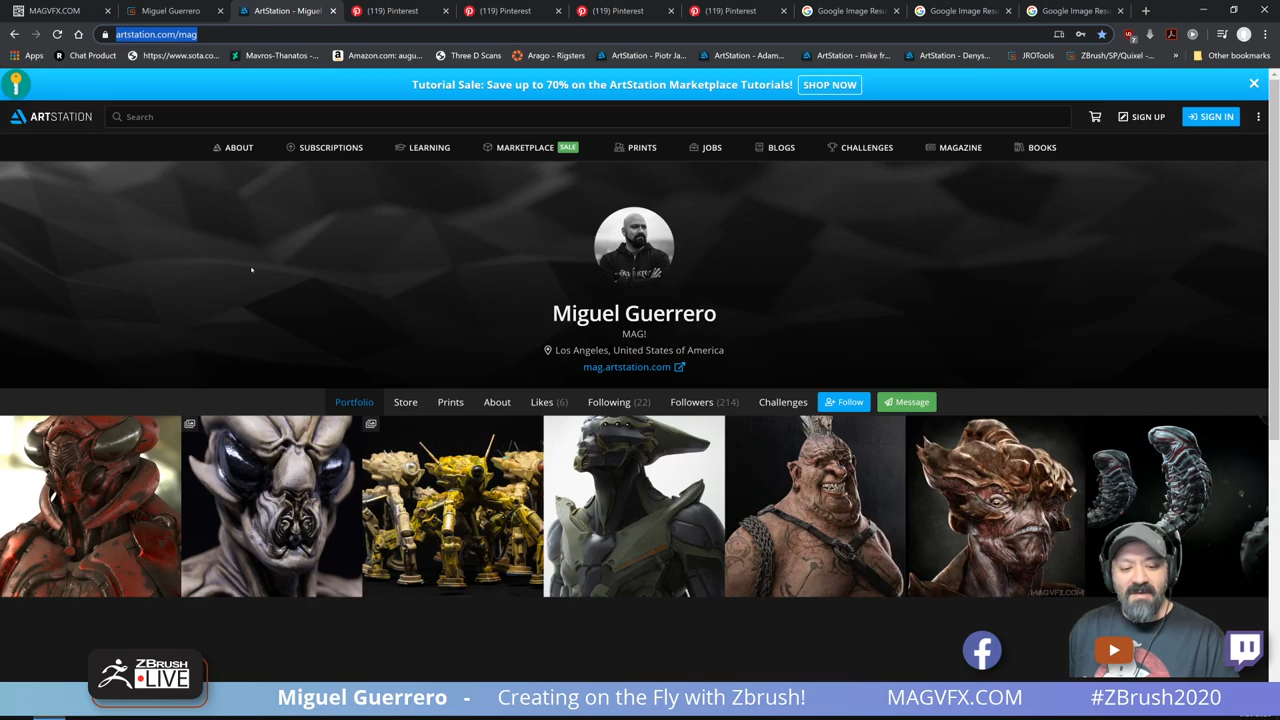 MAGVFX.COM
Miguel Guerrero
ArtStation - Miguel
(119) Pinterest
(119) Pinterest
(119) Pinterest
(119) Pinterest
Google Image Resu
Google Image Resu
Google Image Resu
artstation.com/mag
Apps
Chat Product
https://www.sota.co...
Mavros-Thanatos -...
Amazon.com: augu...
Three D Scans
Arago - Rigsters
ArtStation - Piotr Ja...
ArtStation - Adam...
ArtStation - mike fr...
ArtStation - Denys...
JROTools
ZBrush/SP/Quixel -...
»
Other bookmarks
Tutorial Sale: Save up to 70% on the ArtStation Marketplace Tutorials!
SHOP NOW
ARTSTATION
Search
SIGN UP
SIGN IN
ABOUT
SUBSCRIPTIONS
LEARNING
MARKETPLACE
SALE
PRINTS
JOBS
BLOGS
CHALLENGES
MAGAZINE
BOOKS
Miguel Guerrero
MAG!
Los Angeles, United States of America
mag.artstation.com
Portfolio
Store
Prints
About
Likes (6)
Following (22)
Followers (214)
Challenges
Follow
Message
MAGVFX.COM
ZBRUSH
LIVE
Miguel Guerrero - Creating on the Fly with Zbrush! MAGVFX.COM #ZBrush2020